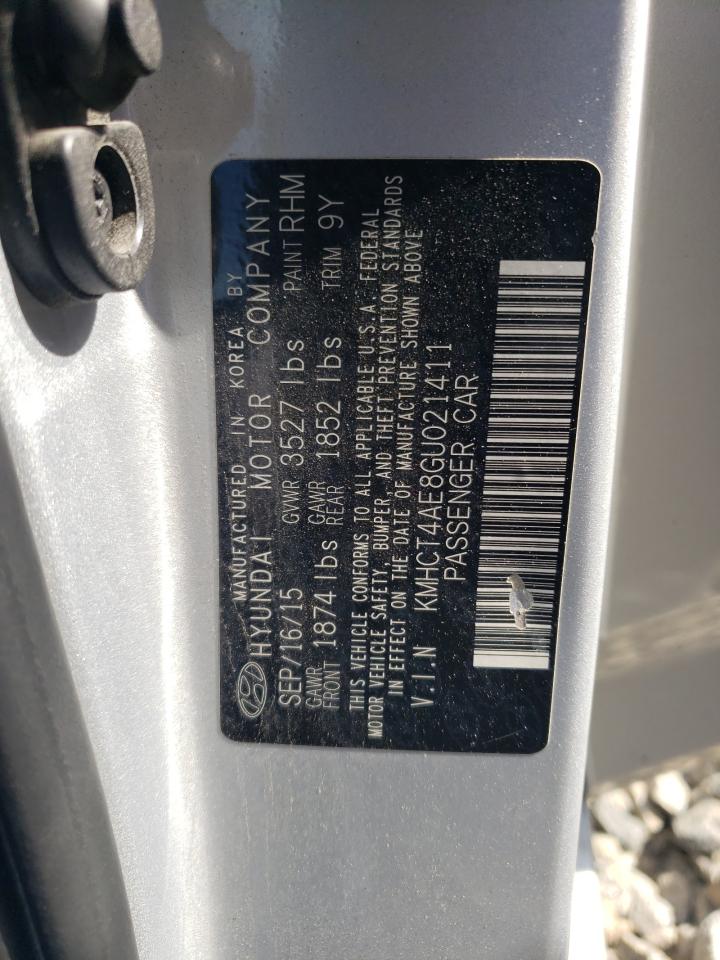 MANUFACTURED IN KOREA BY
HYUNDAI MOTOR COMPANY
SEP/16/15 GVWR 3527 lbs PAINT RHM
GAWR FRONT 1874 lbs GAWR REAR 1852 lbs TRIM 9Y
THIS VEHICLE CONFORMS TO ALL APPLICABLE U.S.A. FEDERAL
MOTOR VEHICLE SAFETY, BUMPER, AND THEFT PREVENTION STANDARDS
IN EFFECT ON THE DATE OF MANUFACTURE SHOWN ABOVE
V.I.N KMHCT4AE8GU021411
PASSENGER CAR